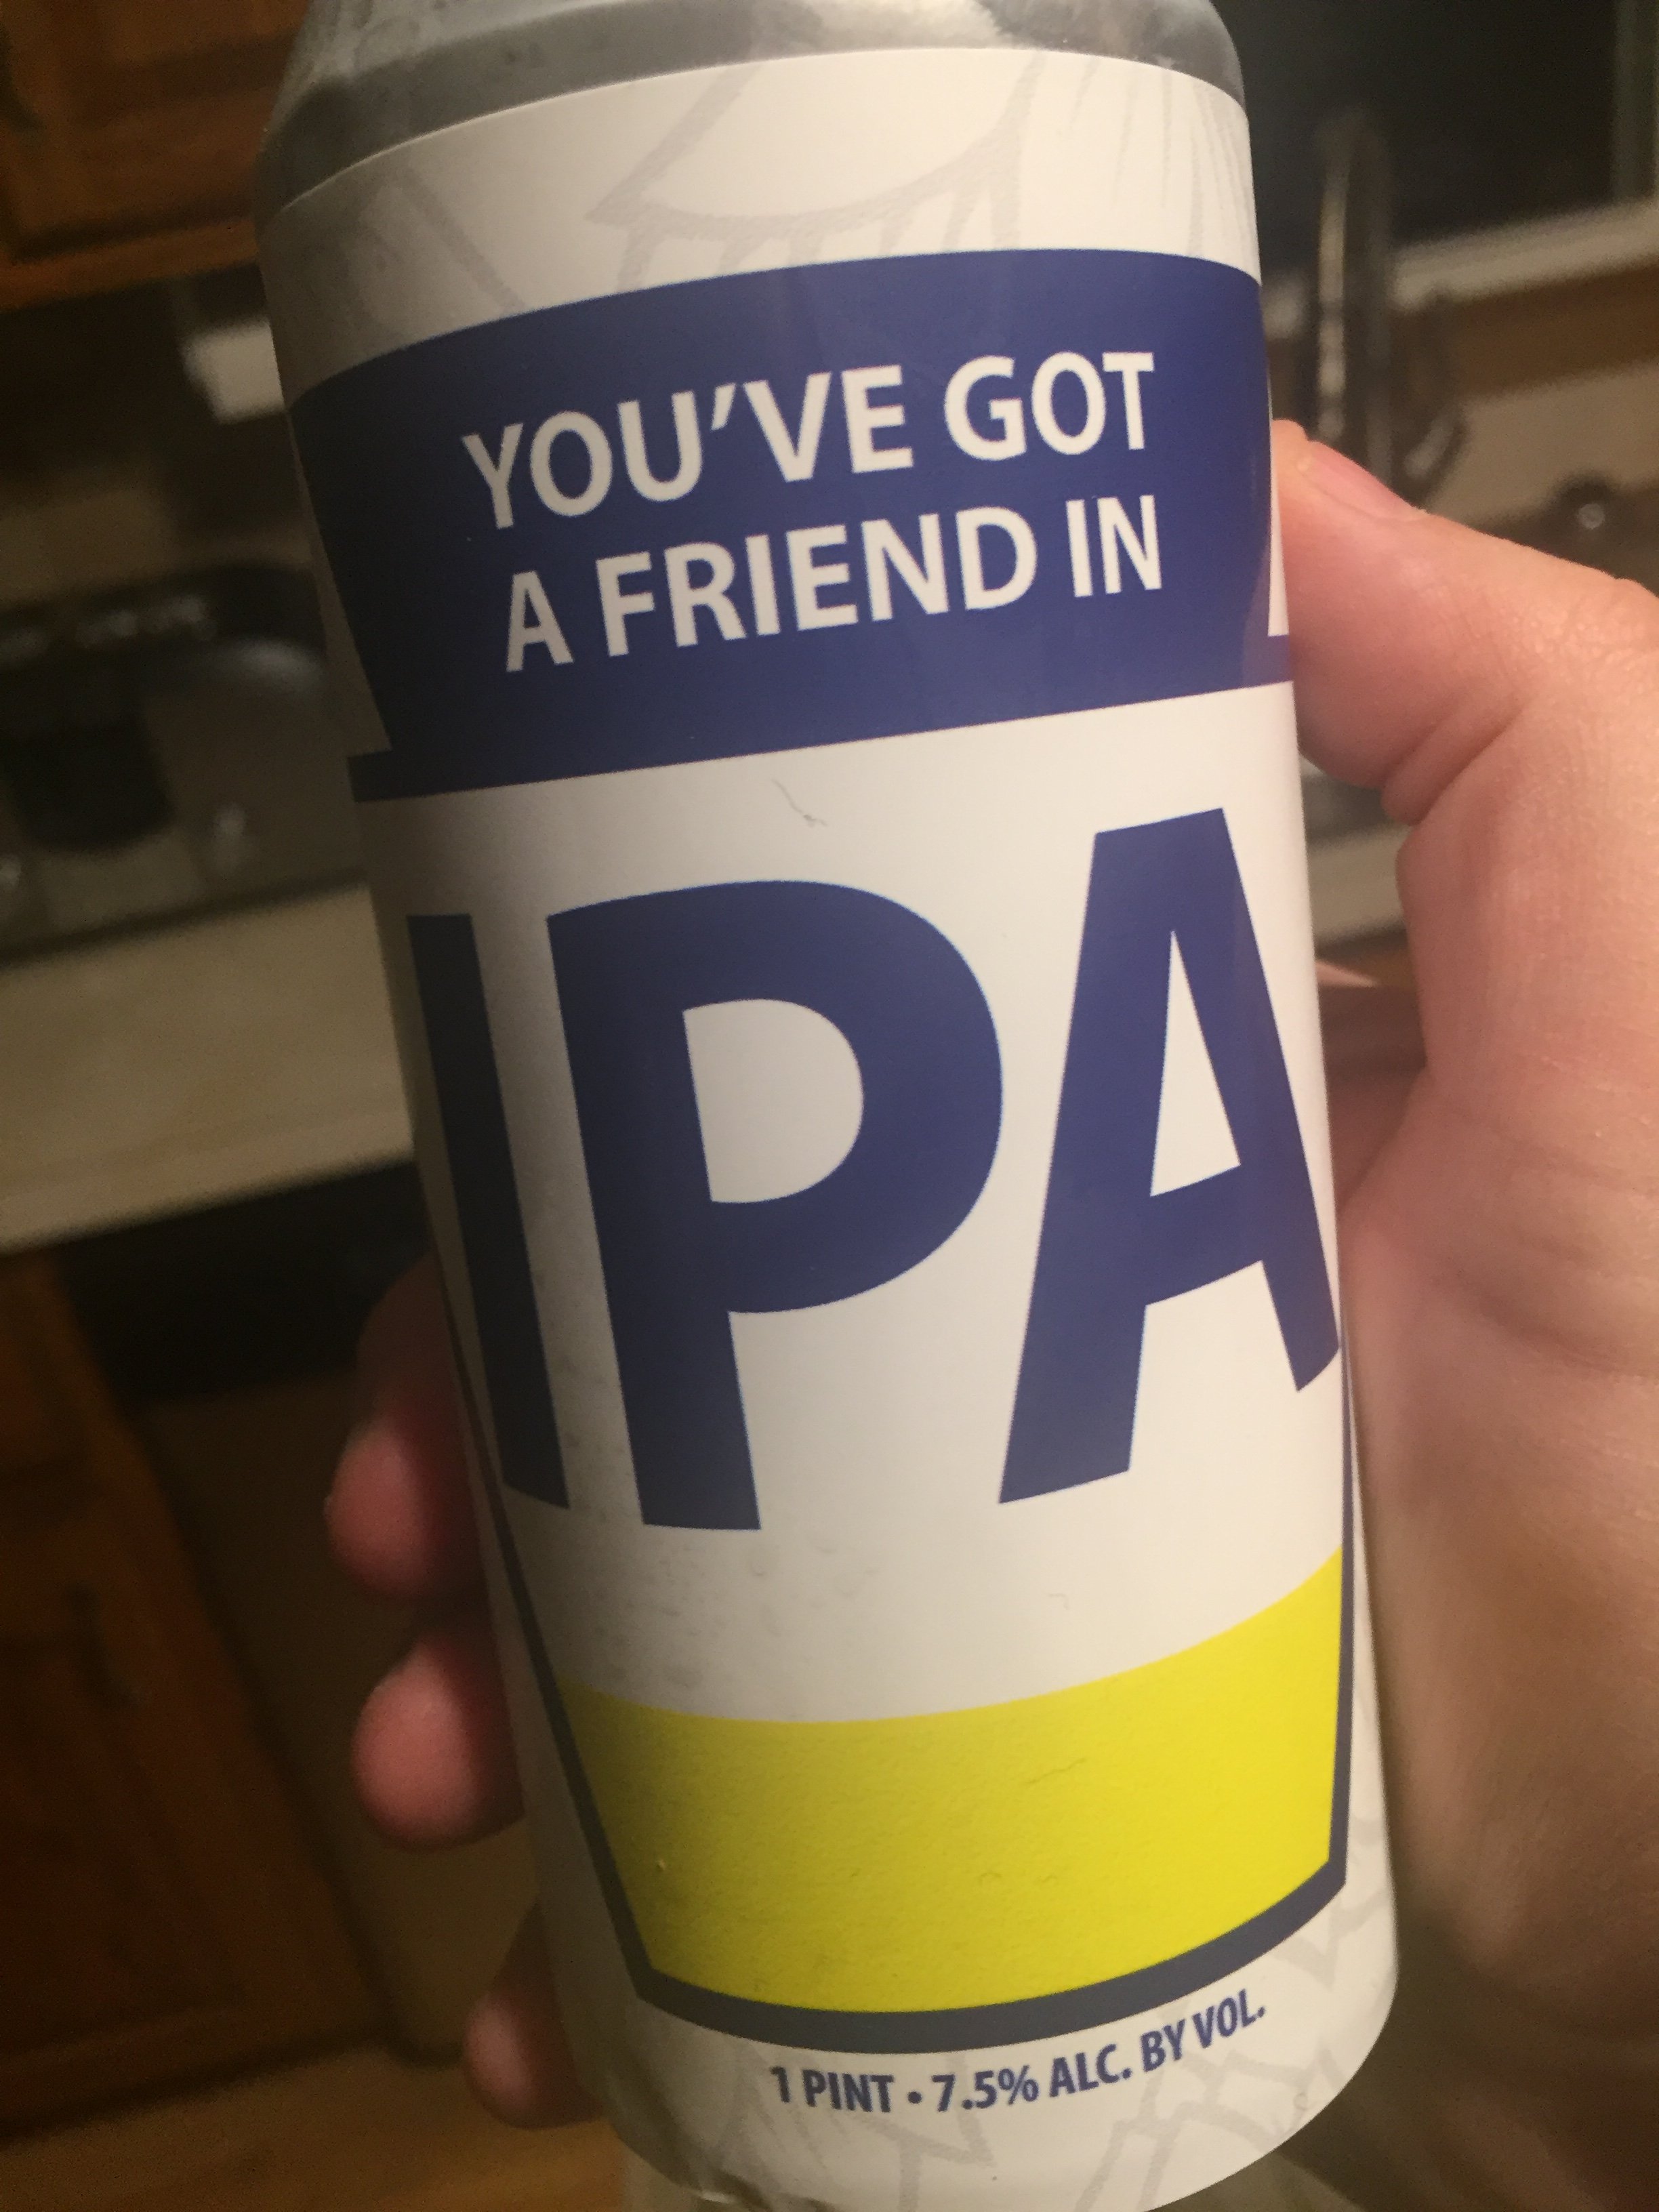 YOU'VE GOT
A FRIEND IN
IPA
1 PINT • 7.5% ALC. BY VOL.